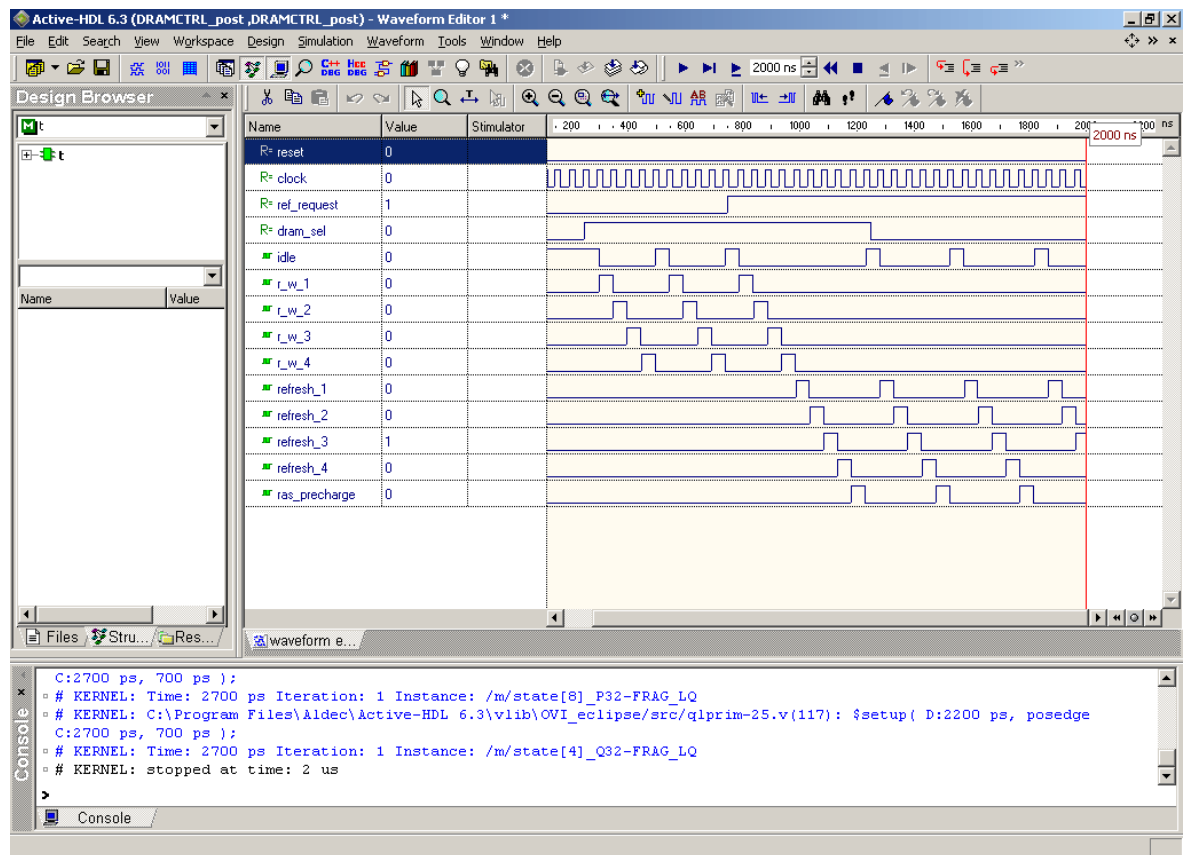 Active-HDL 6.3 (DRAMCTRL_post ,DRAMCTRL_post) - Waveform Editor 1 *
File Edit Search View Workspace Design Simulation Waveform Tools Window Help
C++ DBG HCC DBG 2000 ns
Design Browser
t
t
Name Value
Files Stru... Res...
Name Value Stimulator 200 400 600 800 1000 1200 1400 1600 1800 ns
2000 ns
R= reset 0
R= clock 0
R= ref_request 1
R= dram_sel 0
idle 0
r_w_1 0
r_w_2 0
r_w_3 0
r_w_4 0
refresh_1 0
refresh_2 0
refresh_3 1
refresh_4 0
ras_precharge 0
waveform e...
Console
C:2700 ps, 700 ps );
# KERNEL: Time: 2700 ps Iteration: 1 Instance: /m/state[8]_P32-FRAG_LQ
# KERNEL: C:\Program Files\Aldec\Active-HDL 6.3\vlib\OVI_eclipse/src/qlprim-25.v(117): $setup( D:2200 ps, posedge
C:2700 ps, 700 ps );
# KERNEL: Time: 2700 ps Iteration: 1 Instance: /m/state[4]_Q32-FRAG_LQ
# KERNEL: stopped at time: 2 us
>
Console